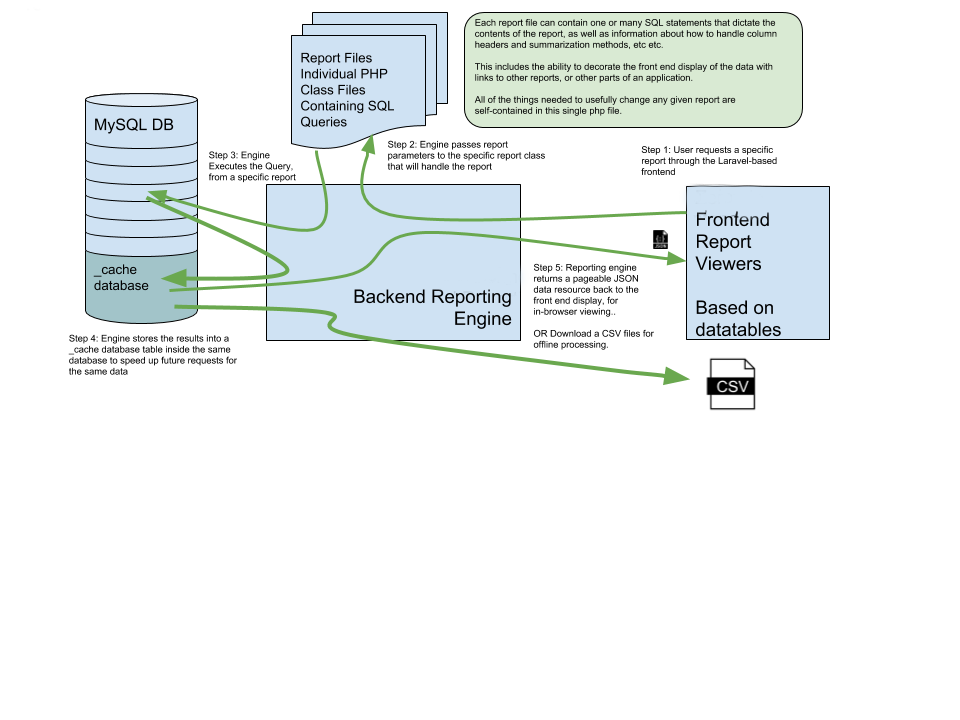 Each report file can contain one or many SQL statements that dictate the
contents of the report, as well as information about how to handle column
headers and summarization methods, etc etc.
This includes the ability to decorate the front end display of the data with
links to other reports, or other parts of an application.
All of the things needed to usefully change any given report are
self-contained in this single php file.
Report Files
Individual PHP
Class Files
Containing SQL
Queries
MySQL DB
Step 3: Engine
Executes the Query,
from a specific report
Step 2: Engine passes report
parameters to the specific report class
that will handle the report
Step 1: User requests a specific
report through the Laravel-based
frontend
Frontend
Report
Viewers
Based on
datatables
JSON
_cache
database
Backend Reporting
Engine
Step 5: Reporting engine
returns a pageable JSON
data resource back to the
front end display, for
in-browser viewing..
OR Download a CSV files for
offline processing.
Step 4: Engine stores the results into a
_cache database table inside the same
database to speed up future requests for
the same data
CSV